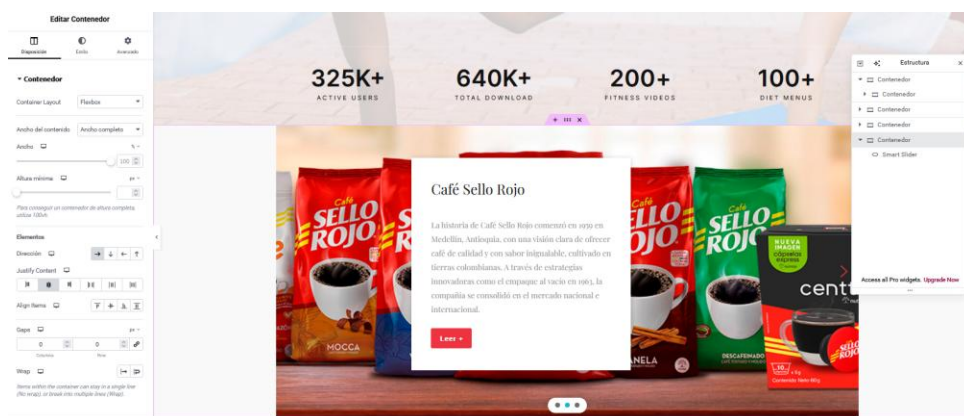 Editar Contenedor
Disposición
Estilo
Avanzado
Contenedor
Container Layout
Flexbox
Ancho del contenido
Ancho completo
Ancho
%
100
Altura mínima
px
Para conseguir un contenedor de altura completa,
utiliza 100vh.
Elementos
Dirección
Justify Content
Align Items
Gaps
px
0
0
Columna
Row
Wrap
Items within the container can stay in a single line
(No wrap), or break into multiple lines (Wrap).
325K+
ACTIVE USERS
640K+
TOTAL DOWNLOAD
200+
FITNESS VIDEOS
100+
DIET MENUS
Café
SELLO
ROJO
MOCCA
Café Sello Rojo
La historia de Café Sello Rojo comenzó en 1959 en
Medellín, Antioquia, con una visión clara de ofrecer
café de calidad y con sabor inigualable, cultivado en
tierras colombianas. A través de estrategias
innovadoras como el empaque al vacío en 1963, la
compañía se consolidó en el mercado nacional e
internacional.
Leer +
Café
SELLO
ROJO
DESCAFEINADO
NUEVA
IMAGEN
cápsulas
express
SELLO
ROJO
Estructura
Contenedor
Contenedor
Contenedor
Contenedor
Contenedor
Smart Slider
Access all Pro widgets. Upgrade Now